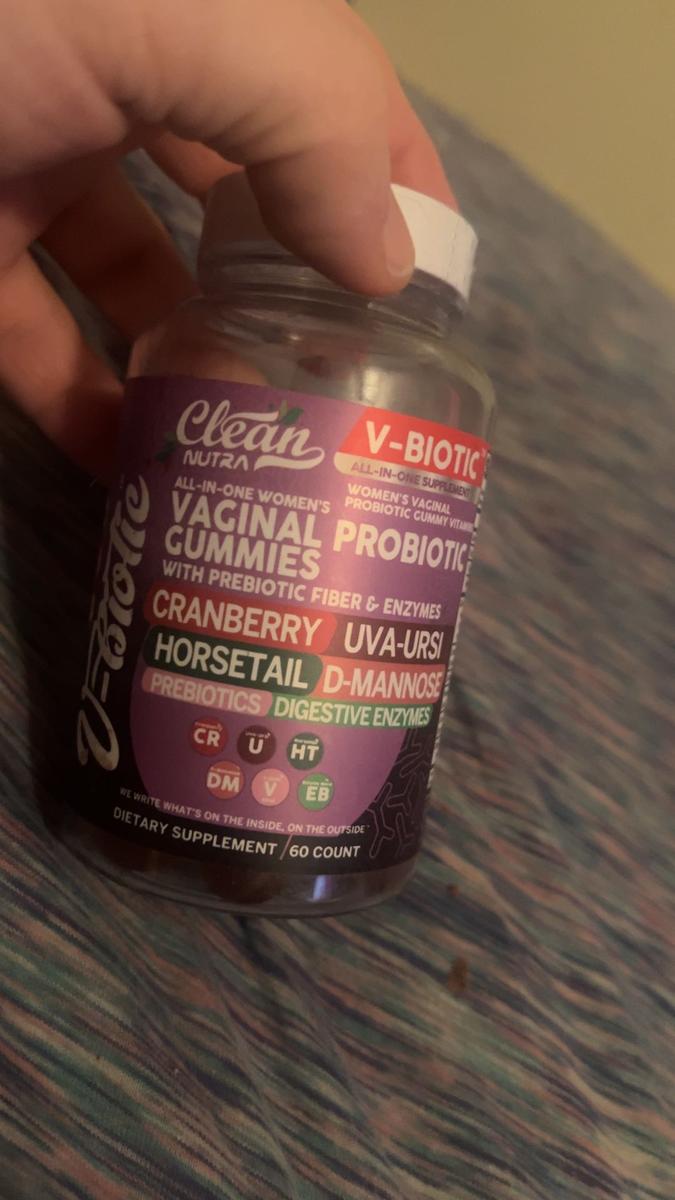 Clean
NUTRA
V-BIOTIC
ALL-IN-ONE SUPPLEMENT
WOMEN'S VAGINAL
PROBIOTIC GUMMY VITAMIN
ALL-IN-ONE WOMEN'S
VAGINAL
GUMMIES
PROBIOTIC
WITH PREBIOTIC FIBER & ENZYMES
CRANBERRY
UVA-URSI
HORSETAIL
D-MANNOSE
PREBIOTICS
DIGESTIVE ENZYMES
CR
U
HT
DM
V
EB
WE WRITE WHAT'S ON THE INSIDE, ON THE OUTSIDE™
DIETARY SUPPLEMENT / 60 COUNT
V-Biotic